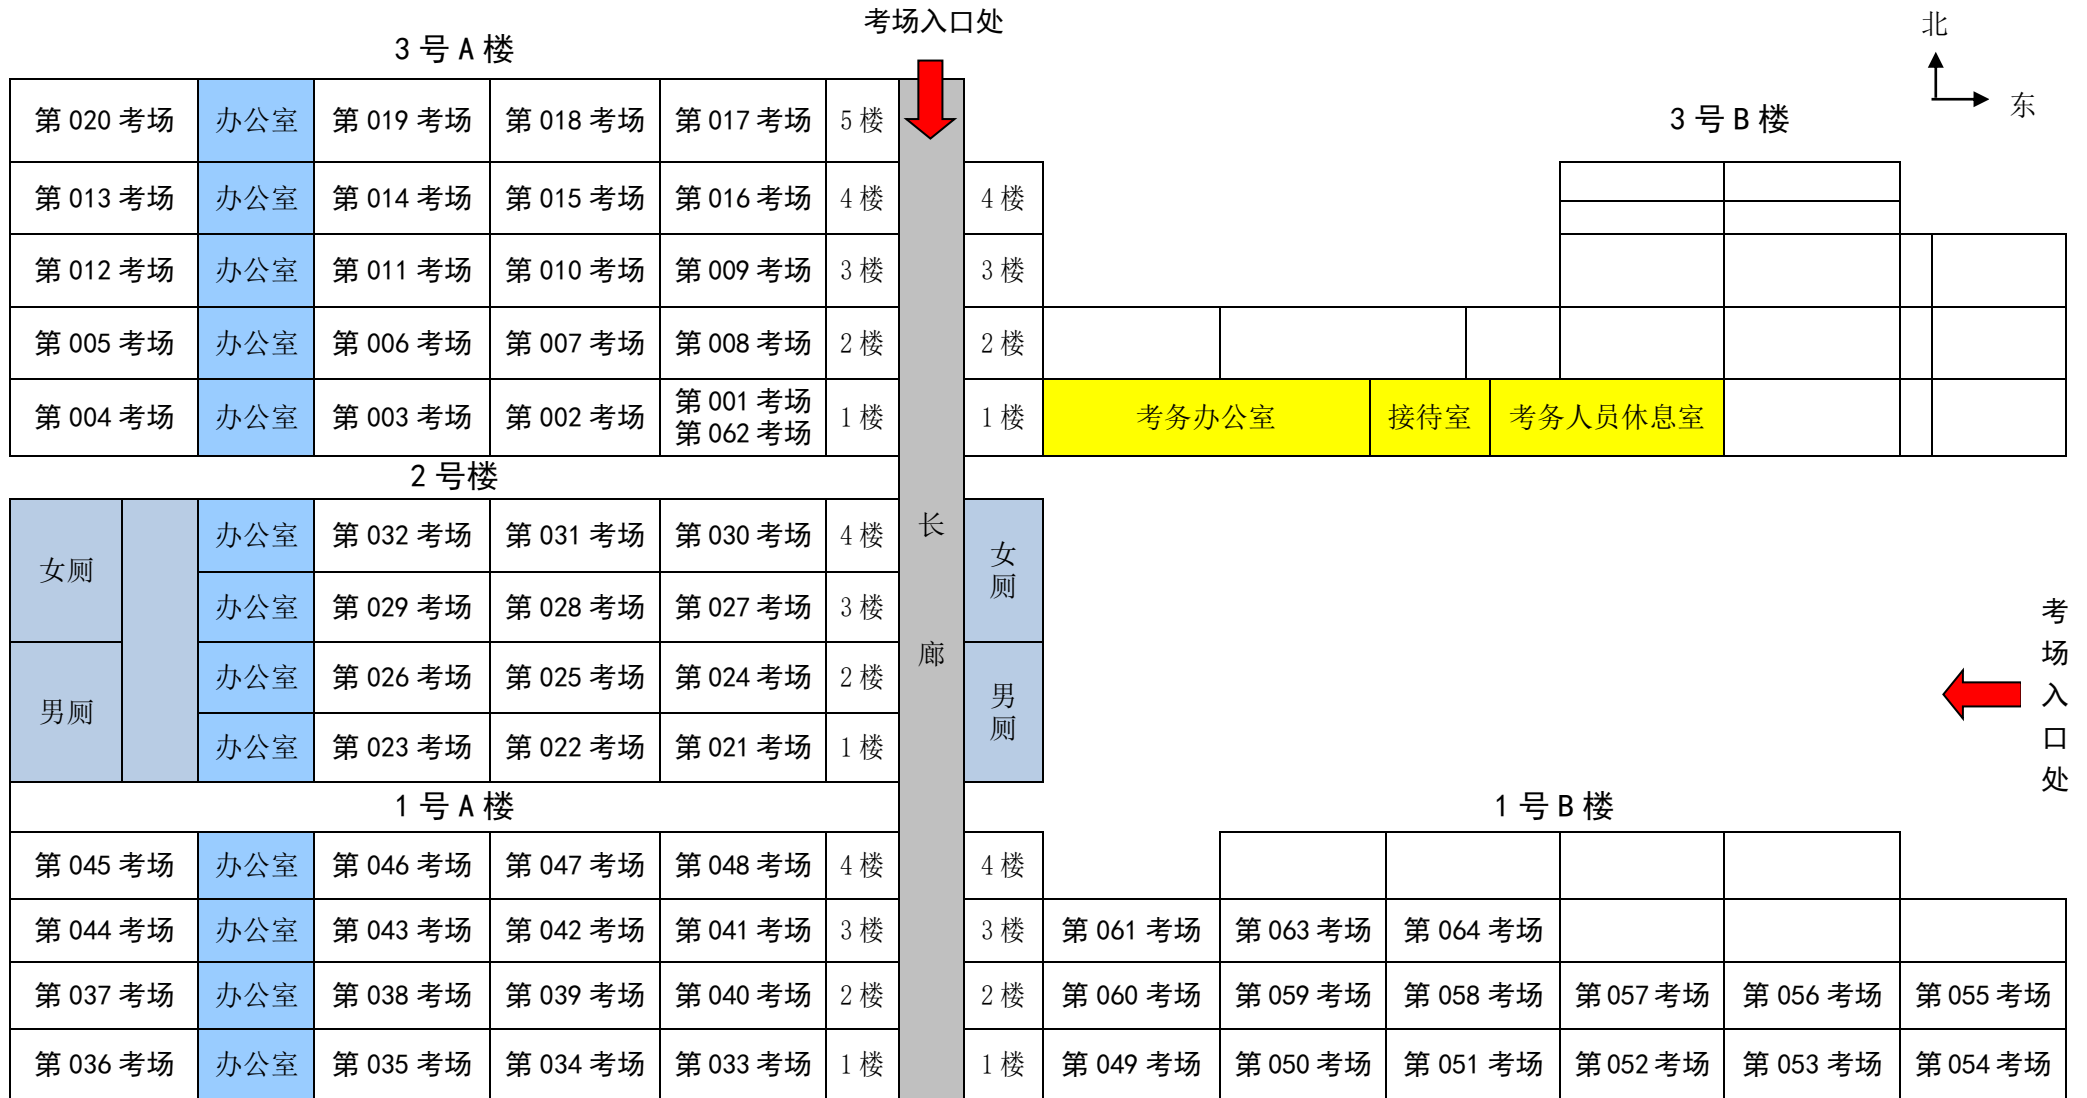 考场入口处
北
3 号 A 楼
东
3 号 B 楼
第 020 考场 办公室 第 019 考场 第 018 考场 第 017 考场 5 楼
第 013 考场 办公室 第 014 考场 第 015 考场 第 016 考场 4 楼 4 楼
第 012 考场 办公室 第 011 考场 第 010 考场 第 009 考场 3 楼 3 楼
第 005 考场 办公室 第 006 考场 第 007 考场 第 008 考场 2 楼 2 楼
第 004 考场 办公室 第 003 考场 第 002 考场 第 001 考场 第 062 考场 1 楼 1 楼 考务办公室 接待室 考务人员休息室
2 号楼
长廊
女厕
男厕
办公室 第 032 考场 第 031 考场 第 030 考场 4 楼
办公室 第 029 考场 第 028 考场 第 027 考场 3 楼
办公室 第 026 考场 第 025 考场 第 024 考场 2 楼
办公室 第 023 考场 第 022 考场 第 021 考场 1 楼
女厕
男厕
考场入口处
1 号 A 楼
1 号 B 楼
第 045 考场 办公室 第 046 考场 第 047 考场 第 048 考场 4 楼 4 楼
第 044 考场 办公室 第 043 考场 第 042 考场 第 041 考场 3 楼 3 楼 第 061 考场 第 063 考场 第 064 考场
第 037 考场 办公室 第 038 考场 第 039 考场 第 040 考场 2 楼 2 楼 第 060 考场 第 059 考场 第 058 考场 第 057 考场 第 056 考场 第 055 考场
第 036 考场 办公室 第 035 考场 第 034 考场 第 033 考场 1 楼 1 楼 第 049 考场 第 050 考场 第 051 考场 第 052 考场 第 053 考场 第 054 考场